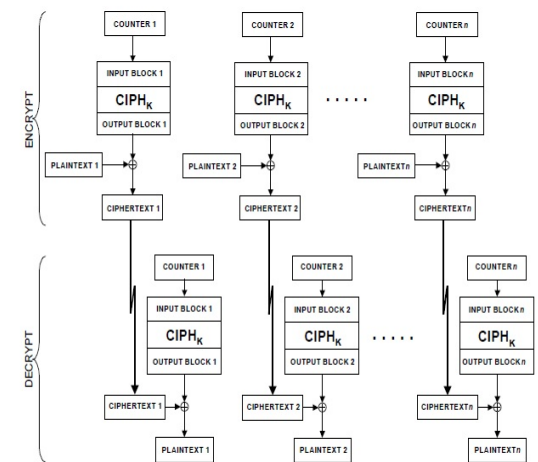 COUNTER 1
COUNTER 2
COUNTER n
INPUT BLOCK 1
INPUT BLOCK 2
INPUT BLOCK n
CIPHK
CIPHK
CIPHK
OUTPUT BLOCK 1
OUTPUT BLOCK 2
OUTPUT BLOCK n
ENCRYPT
PLAINTEXT 1
PLAINTEXT 2
PLAINTEXT n
CIPHERTEXT 1
CIPHERTEXT 2
CIPHERTEXT n
COUNTER 1
COUNTER 2
COUNTER n
INPUT BLOCK 1
INPUT BLOCK 2
INPUT BLOCK n
CIPHK
CIPHK
CIPHK
OUTPUT BLOCK 1
OUTPUT BLOCK 2
OUTPUT BLOCK n
DECRYPT
CIPHERTEXT 1
CIPHERTEXT 2
CIPHERTEXT n
PLAINTEXT 1
PLAINTEXT 2
PLAINTEXT n